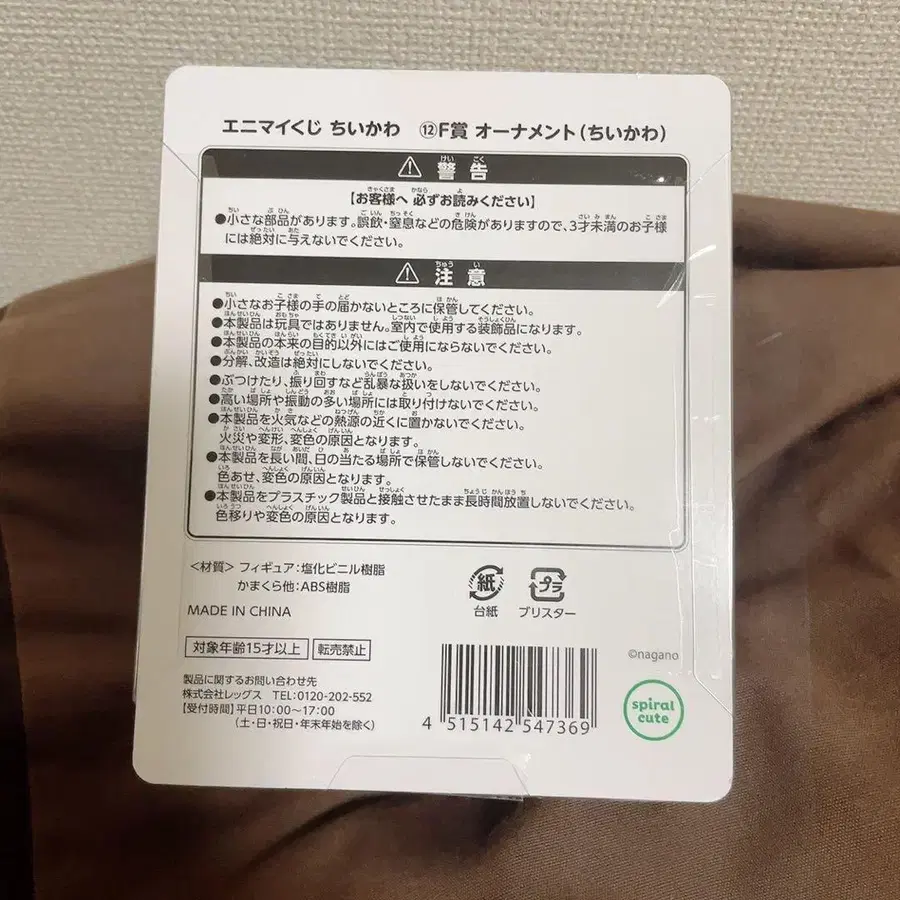 エニマイくじ ちいかわ ⑫F賞 オーナメント(ちいかわ)
⚠ 警告
【お客様へ 必ずお読みください】
●小さな部品があります。誤飲・窒息などの危険がありますので、3才未満のお子様
には絶対に与えないでください。
⚠ 注意
●小さなお子様の手の届かないところに保管してください。
●本製品は玩具ではありません。室内で使用する装飾品になります。
●本製品の本来の目的以外にはご使用にならないでください。
●分解、改造は絶対にしないでください。
●ぶつけたり、振り回すなど乱暴な扱いをしないでください。
●高い場所や振動の多い場所には取り付けないでください。
●本製品を火気などの熱源の近くに置かないでください。
火災や変形、変色の原因となります。
●本製品を長い間、日の当たる場所で保管しないでください。
色あせ、変色の原因となります。
●本製品をプラスチック製品と接触させたまま長時間放置しないでください。
色移りや変色の原因となります。
<材質> フィギュア:塩化ビニル樹脂
かまくら他:ABS樹脂
MADE IN CHINA
紙
台紙
プラ
ブリスター
対象年齢15才以上 転売禁止
製品に関するお問い合わせ先
株式会社レッグス TEL:0120-202-552
【受付時間】平日10:00〜17:00
(土・日・祝日・年末年始を除く)
4 515142 547369
©nagano
spiral
cute